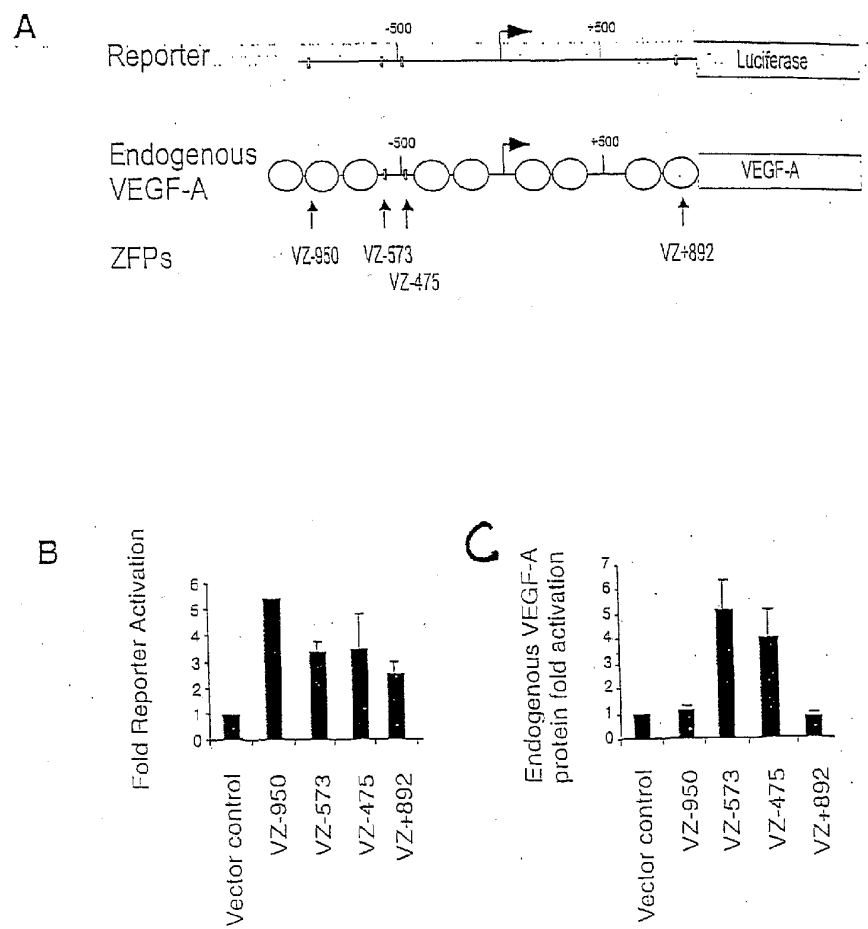 A
Reporter
-500
+500
Luciferase
Endogenous
VEGF-A
-500
+500
VEGF-A
ZFPs
VZ-950
VZ-573
VZ-475
VZ+892
B
Fold Reporter Activation
6
5
4
3
2
1
0
Vector control
VZ-950
VZ-573
VZ-475
VZ+892
C
Endogenous VEGF-A
protein fold activation
7
6
5
4
3
2
1
0
Vector control
VZ-950
VZ-573
VZ-475
VZ+892